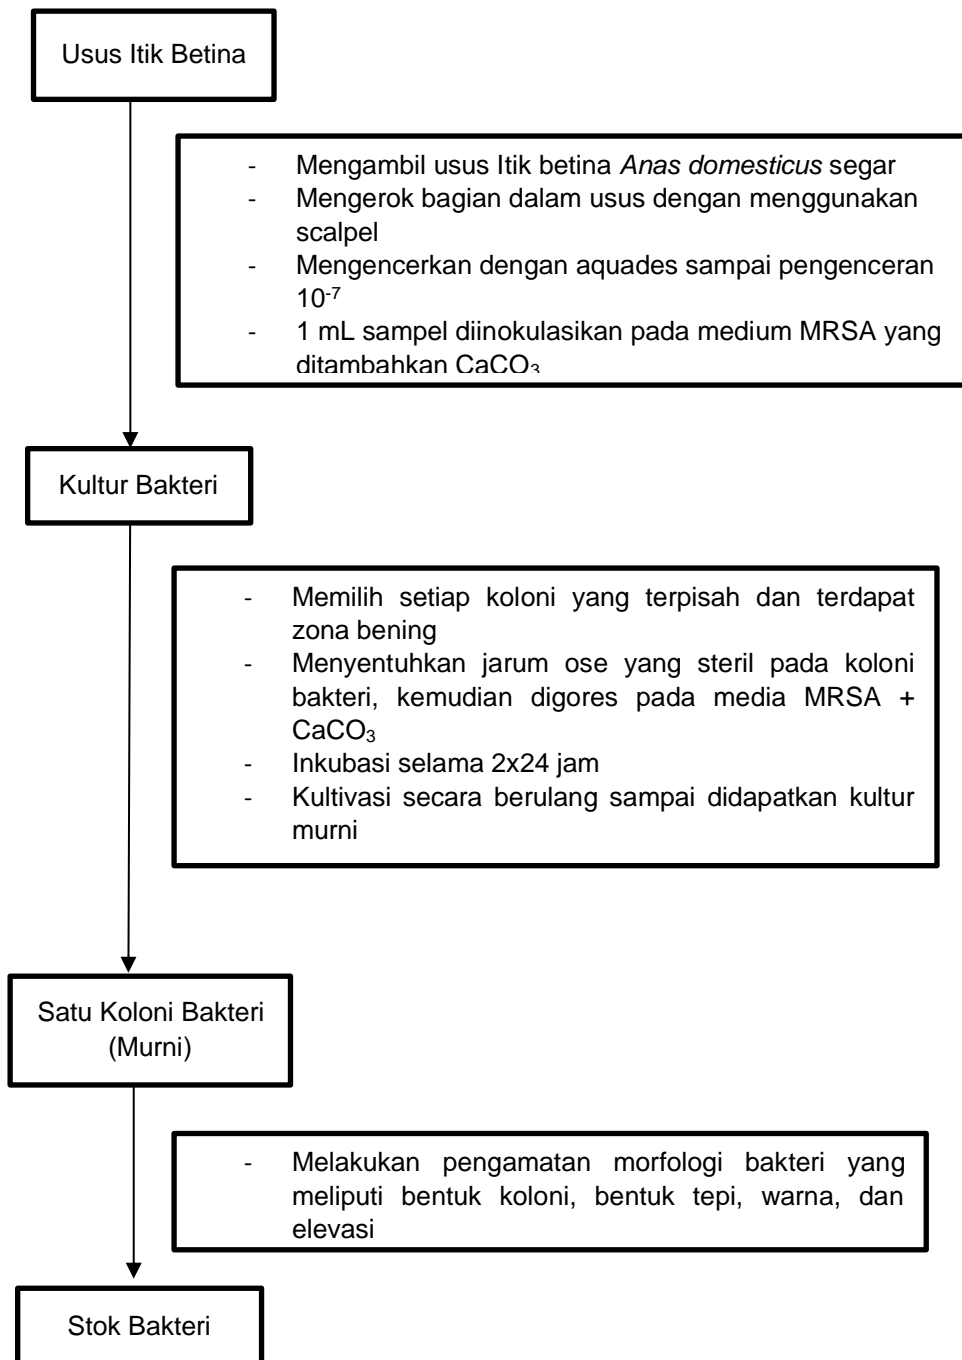 Usus Itik Betina
- Mengambil usus Itik betina Anas domesticus segar
- Mengerok bagian dalam usus dengan menggunakan
scalpel
- Mengencerkan dengan aquades sampai pengenceran
10⁻⁷
- 1 mL sampel diinokulasikan pada medium MRSA yang
ditambahkan CaCO₃
Kultur Bakteri
- Memilih setiap koloni yang terpisah dan terdapat
zona bening
- Menyentuhkan jarum ose yang steril pada koloni
bakteri, kemudian digores pada media MRSA +
CaCO₃
- Inkubasi selama 2x24 jam
- Kultivasi secara berulang sampai didapatkan kultur
murni
Satu Koloni Bakteri
(Murni)
- Melakukan pengamatan morfologi bakteri yang
meliputi bentuk koloni, bentuk tepi, warna, dan
elevasi
Stok Bakteri